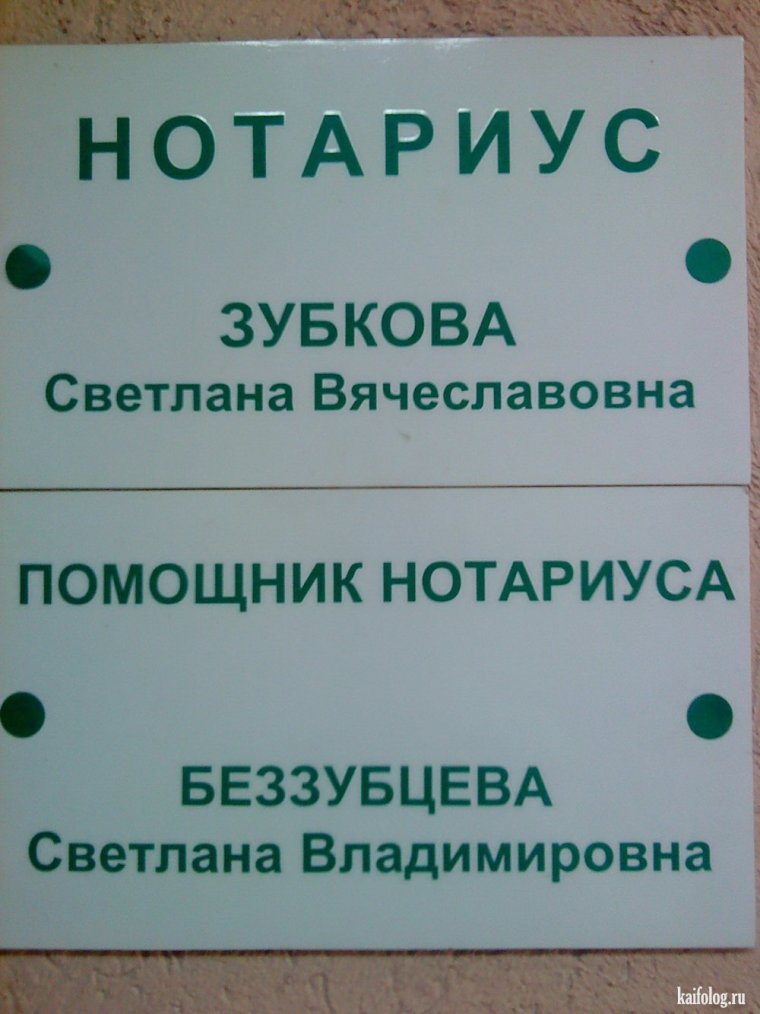 НОТАРИУС
ЗУБКОВА
Светлана Вячеславовна
ПОМОЩНИК НОТАРИУСА
БЕЗЗУБЦЕВА
Светлана Владимировна
kaifolog.ru